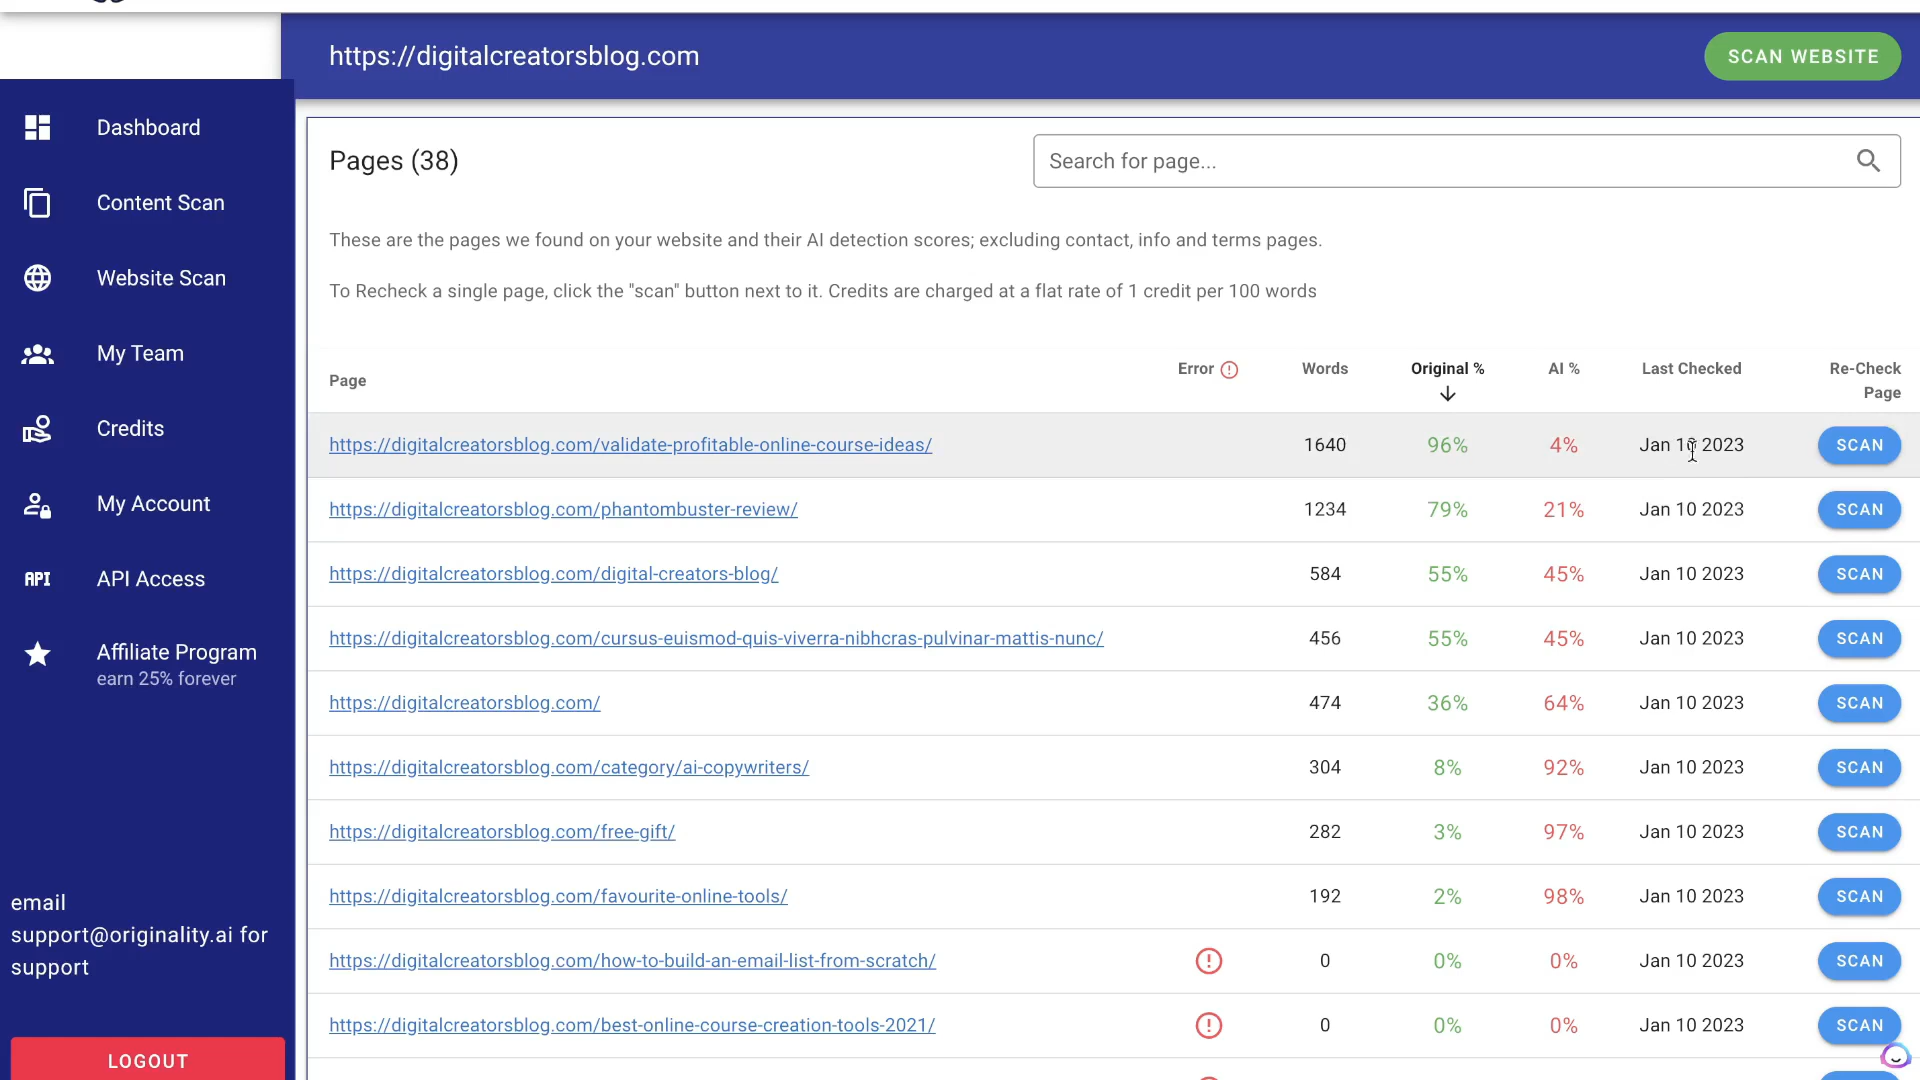 https://digitalcreatorsblog.com
SCAN WEBSITE
Dashboard
Content Scan
Website Scan
My Team
Credits
My Account
API API Access
Affiliate Program
earn 25% forever
email
support@originality.ai for
support
LOGOUT
Pages (38)
Search for page...
These are the pages we found on your website and their AI detection scores; excluding contact, info and terms pages.
To Recheck a single page, click the "scan" button next to it. Credits are charged at a flat rate of 1 credit per 100 words
Page Error Words Original % AI % Last Checked Re-Check Page
https://digitalcreatorsblog.com/validate-profitable-online-course-ideas/ 1640 96% 4% Jan 10 2023 SCAN
https://digitalcreatorsblog.com/phantombuster-review/ 1234 79% 21% Jan 10 2023 SCAN
https://digitalcreatorsblog.com/digital-creators-blog/ 584 55% 45% Jan 10 2023 SCAN
https://digitalcreatorsblog.com/cursus-euismod-quis-viverra-nibhcras-pulvinar-mattis-nunc/ 456 55% 45% Jan 10 2023 SCAN
https://digitalcreatorsblog.com/ 474 36% 64% Jan 10 2023 SCAN
https://digitalcreatorsblog.com/category/ai-copywriters/ 304 8% 92% Jan 10 2023 SCAN
https://digitalcreatorsblog.com/free-gift/ 282 3% 97% Jan 10 2023 SCAN
https://digitalcreatorsblog.com/favourite-online-tools/ 192 2% 98% Jan 10 2023 SCAN
https://digitalcreatorsblog.com/how-to-build-an-email-list-from-scratch/ 0 0% 0% Jan 10 2023 SCAN
https://digitalcreatorsblog.com/best-online-course-creation-tools-2021/ 0 0% 0% Jan 10 2023 SCAN